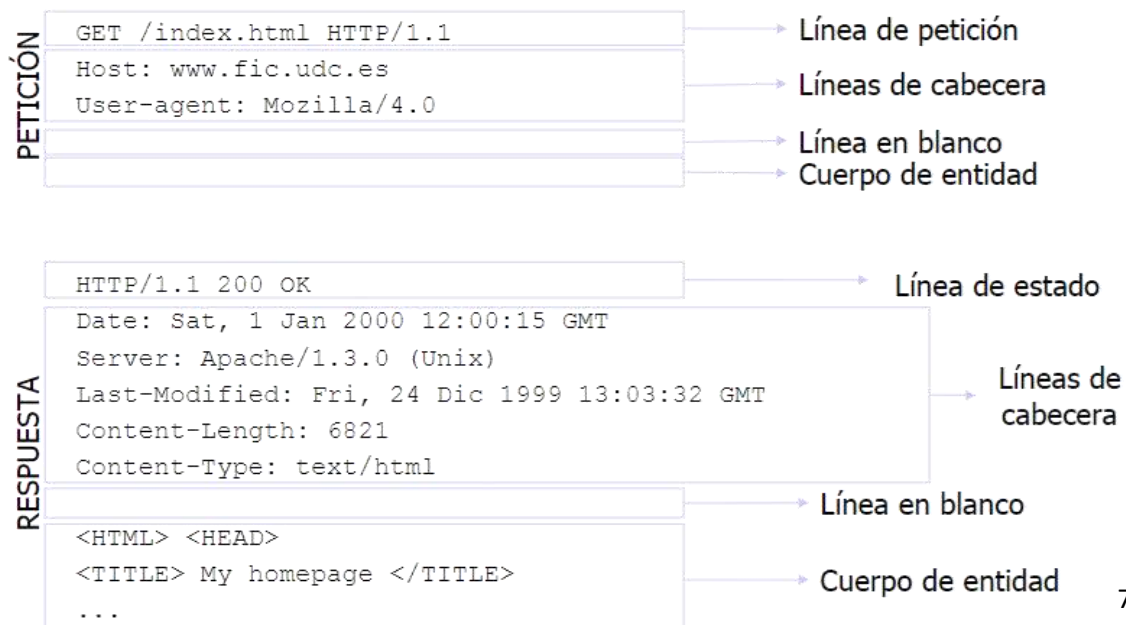 PETICIÓN
GET /index.html HTTP/1.1
Línea de petición
Host: www.fic.udc.es
User-agent: Mozilla/4.0
Líneas de cabecera
Línea en blanco
Cuerpo de entidad
RESPUESTA
HTTP/1.1 200 OK
Línea de estado
Date: Sat, 1 Jan 2000 12:00:15 GMT
Server: Apache/1.3.0 (Unix)
Last-Modified: Fri, 24 Dic 1999 13:03:32 GMT
Content-Length: 6821
Content-Type: text/html
Líneas de
cabecera
Línea en blanco
<HTML> <HEAD>
<TITLE> My homepage </TITLE>
...
Cuerpo de entidad
7